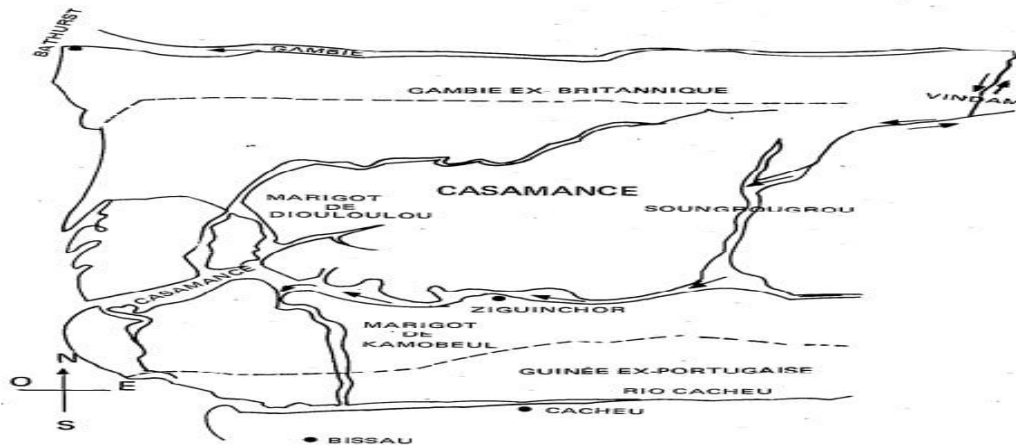 BATHURST
GAMBIE
GAMBIE EX-BRITANNIQUE
VINDAM
CASAMANCE
MARIGOT
DE
DIOULOULOU
SOUNGROUGROU
CASAMANCE
ZIGUINCHOR
MARIGOT
DE
KAMOBEUL
GUINÉE EX-PORTUGAISE
RIO CACHEU
CACHEU
BISSAU
N
O E
S